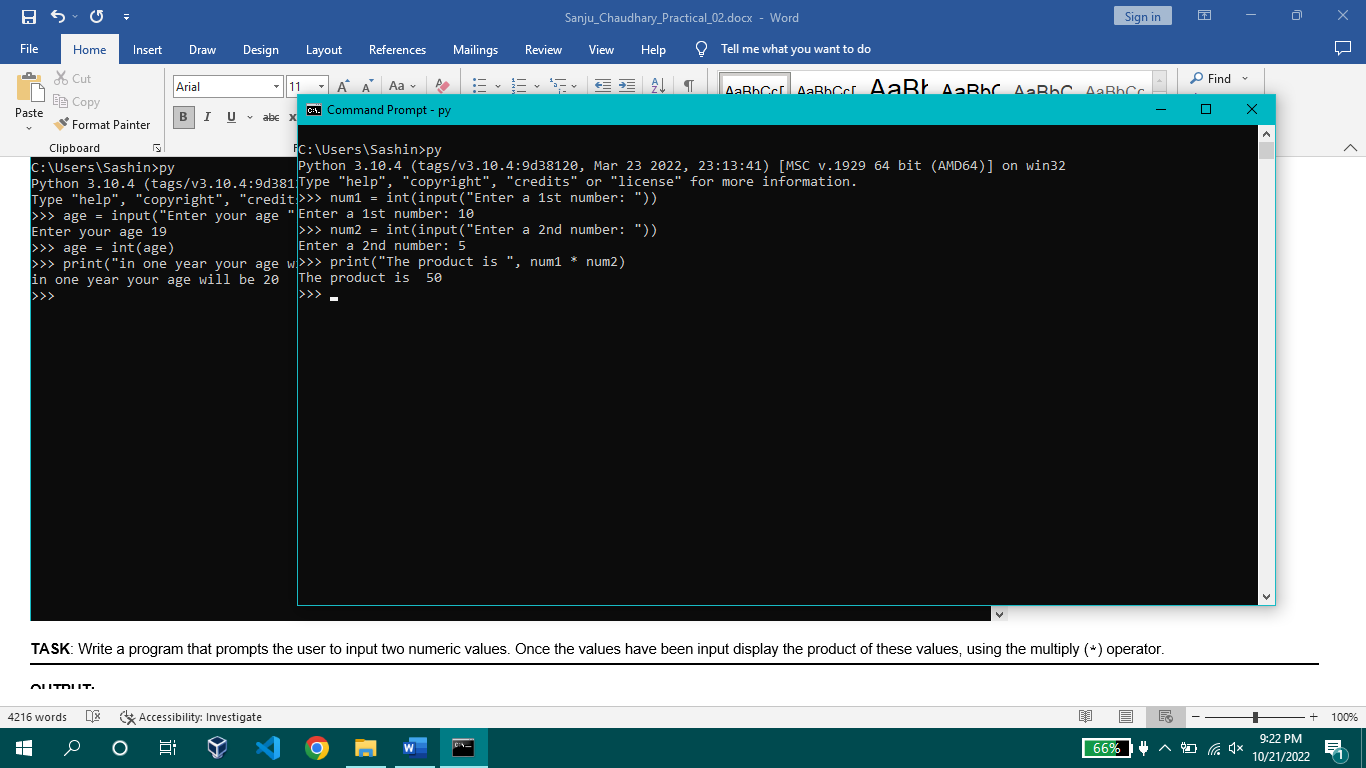 Sanju_Chaudhary_Practical_02.docx - Word
Sign in
File Home Insert Draw Design Layout References Mailings Review View Help Tell me what you want to do
Cut
Copy
Paste
Format Painter
Clipboard
Arial 11
Find
Command Prompt - py
C:\Users\Sashin>py
Python 3.10.4 (tags/v3.10.4:9d381
Type "help", "copyright", "credits
>>> age = input("Enter your age "
Enter your age 19
>>> age = int(age)
>>> print("in one year your age wi
in one year your age will be 20
>>>
C:\Users\Sashin>py
Python 3.10.4 (tags/v3.10.4:9d38120, Mar 23 2022, 23:13:41) [MSC v.1929 64 bit (AMD64)] on win32
Type "help", "copyright", "credits" or "license" for more information.
>>> num1 = int(input("Enter a 1st number: "))
Enter a 1st number: 10
>>> num2 = int(input("Enter a 2nd number: "))
Enter a 2nd number: 5
>>> print("The product is ", num1 * num2)
The product is  50
>>>
TASK: Write a program that prompts the user to input two numeric values. Once the values have been input display the product of these values, using the multiply (*) operator.
OUTPUT:
4216 words
Accessibility: Investigate
100%
66%
9:22 PM
10/21/2022
1